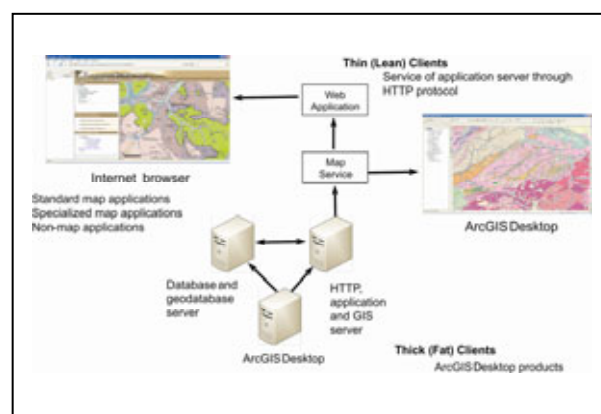 Thin (Lean) Clients
Service of application server through
HTTP protocol
Web
Application
Map
Service
Internet browser
Standard map applications
Specialized map applications
Non-map applications
ArcGIS Desktop
Database and
geodatabase
server
HTTP,
application
and GIS
server
ArcGIS Desktop
Thick (Fat) Clients
ArcGIS Desktop products